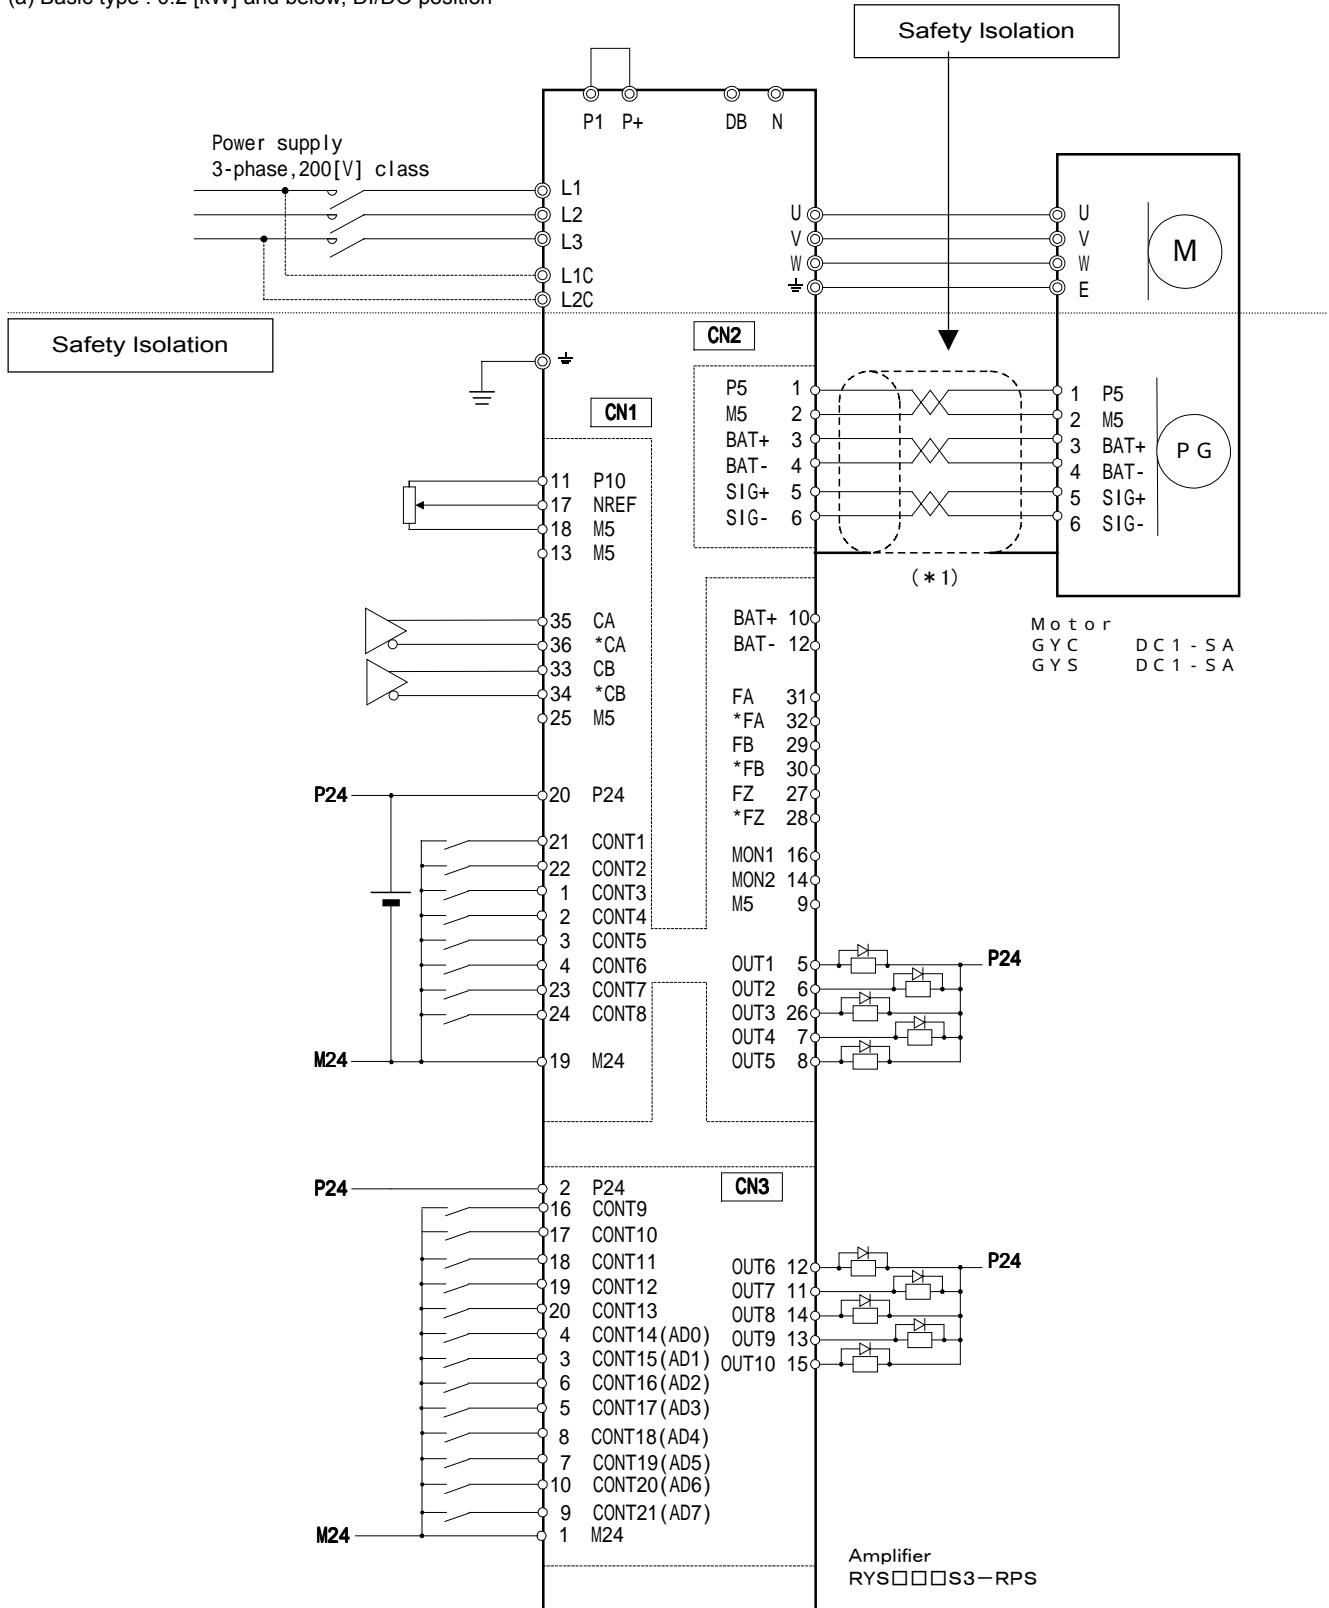 (a) Basic type : 0.2 [kW] and below, DI/DO position
Safety Isolation
P1 P+ DB N
Power supply
3-phase,200[V] class
L1
L2
L3
L1C
L2C
U
V
W
U
V
W
E
M
Safety Isolation
CN2
P5 1
M5 2
BAT+ 3
BAT- 4
SIG+ 5
SIG- 6
1 P5
2 M5
3 BAT+
4 BAT-
5 SIG+
6 SIG-
PG
(*1)
Motor
GYC DC1-SA
GYS DC1-SA
CN1
11 P10
17 NREF
18 M5
13 M5
35 CA
36 *CA
33 CB
34 *CB
25 M5
P24
20 P24
21 CONT1
22 CONT2
1 CONT3
2 CONT4
3 CONT5
4 CONT6
23 CONT7
24 CONT8
M24
19 M24
BAT+ 10
BAT- 12
FA 31
*FA 32
FB 29
*FB 30
FZ 27
*FZ 28
MON1 16
MON2 14
M5 9
OUT1 5
OUT2 6
OUT3 26
OUT4 7
OUT5 8
P24
CN3
P24
2 P24
16 CONT9
17 CONT10
18 CONT11
19 CONT12
20 CONT13
4 CONT14(AD0)
3 CONT15(AD1)
6 CONT16(AD2)
5 CONT17(AD3)
8 CONT18(AD4)
7 CONT19(AD5)
10 CONT20(AD6)
9 CONT21(AD7)
M24
1 M24
OUT6 12
OUT7 11
OUT8 14
OUT9 13
OUT10 15
P24
Amplifier
RYS□□□S3-RPS